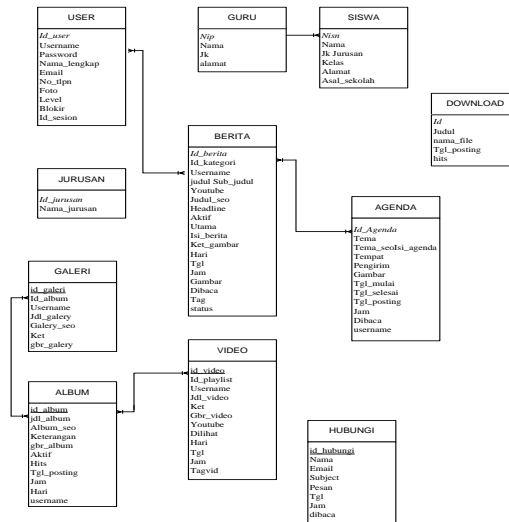 USER
Id_user
Username
Password
Nama_lengkap
Email
No_tlpn
Foto
Level
Blokir
Id_sesion
GURU
Nip
Nama
Jk
alamat
SISWA
Nisn
Nama
Jk Jurusan
Kelas
Alamat
Asal_sekolah
DOWNLOAD
Id
Judul
nama_file
Tgl_posting
hits
BERITA
Id_berita
Id_kategori
Username
judul Sub_judul
Youtube
Judul_seo
Headline
Aktif
Utama
Isi_berita
Ket_gambar
Hari
Tgl
Jam
Gambar
Dibaca
Tag
status
JURUSAN
Id_jurusan
Nama_jurusan
AGENDA
Id_Agenda
Tema
Tema_seoIsi_agenda
Tempat
Pengirim
Gambar
Tgl_mulai
Tgl_selesai
Tgl_posting
Jam
Dibaca
username
GALERI
id_galeri
Id_album
Username
Jdl_galery
Galery_seo
Ket
gbr_galery
VIDEO
id_video
Id_playlist
Username
Jdl_video
Ket
Gbr_video
Youtube
Dilihat
Hari
Tgl
Jam
Tagvid
ALBUM
id_album
jdl_album
Album_seo
Keterangan
gbr_album
Aktif
Hits
Tgl_posting
Jam
Hari
username
HUBUNGI
id_hubungi
Nama
Email
Subject
Pesan
Tgl
Jam
dibaca